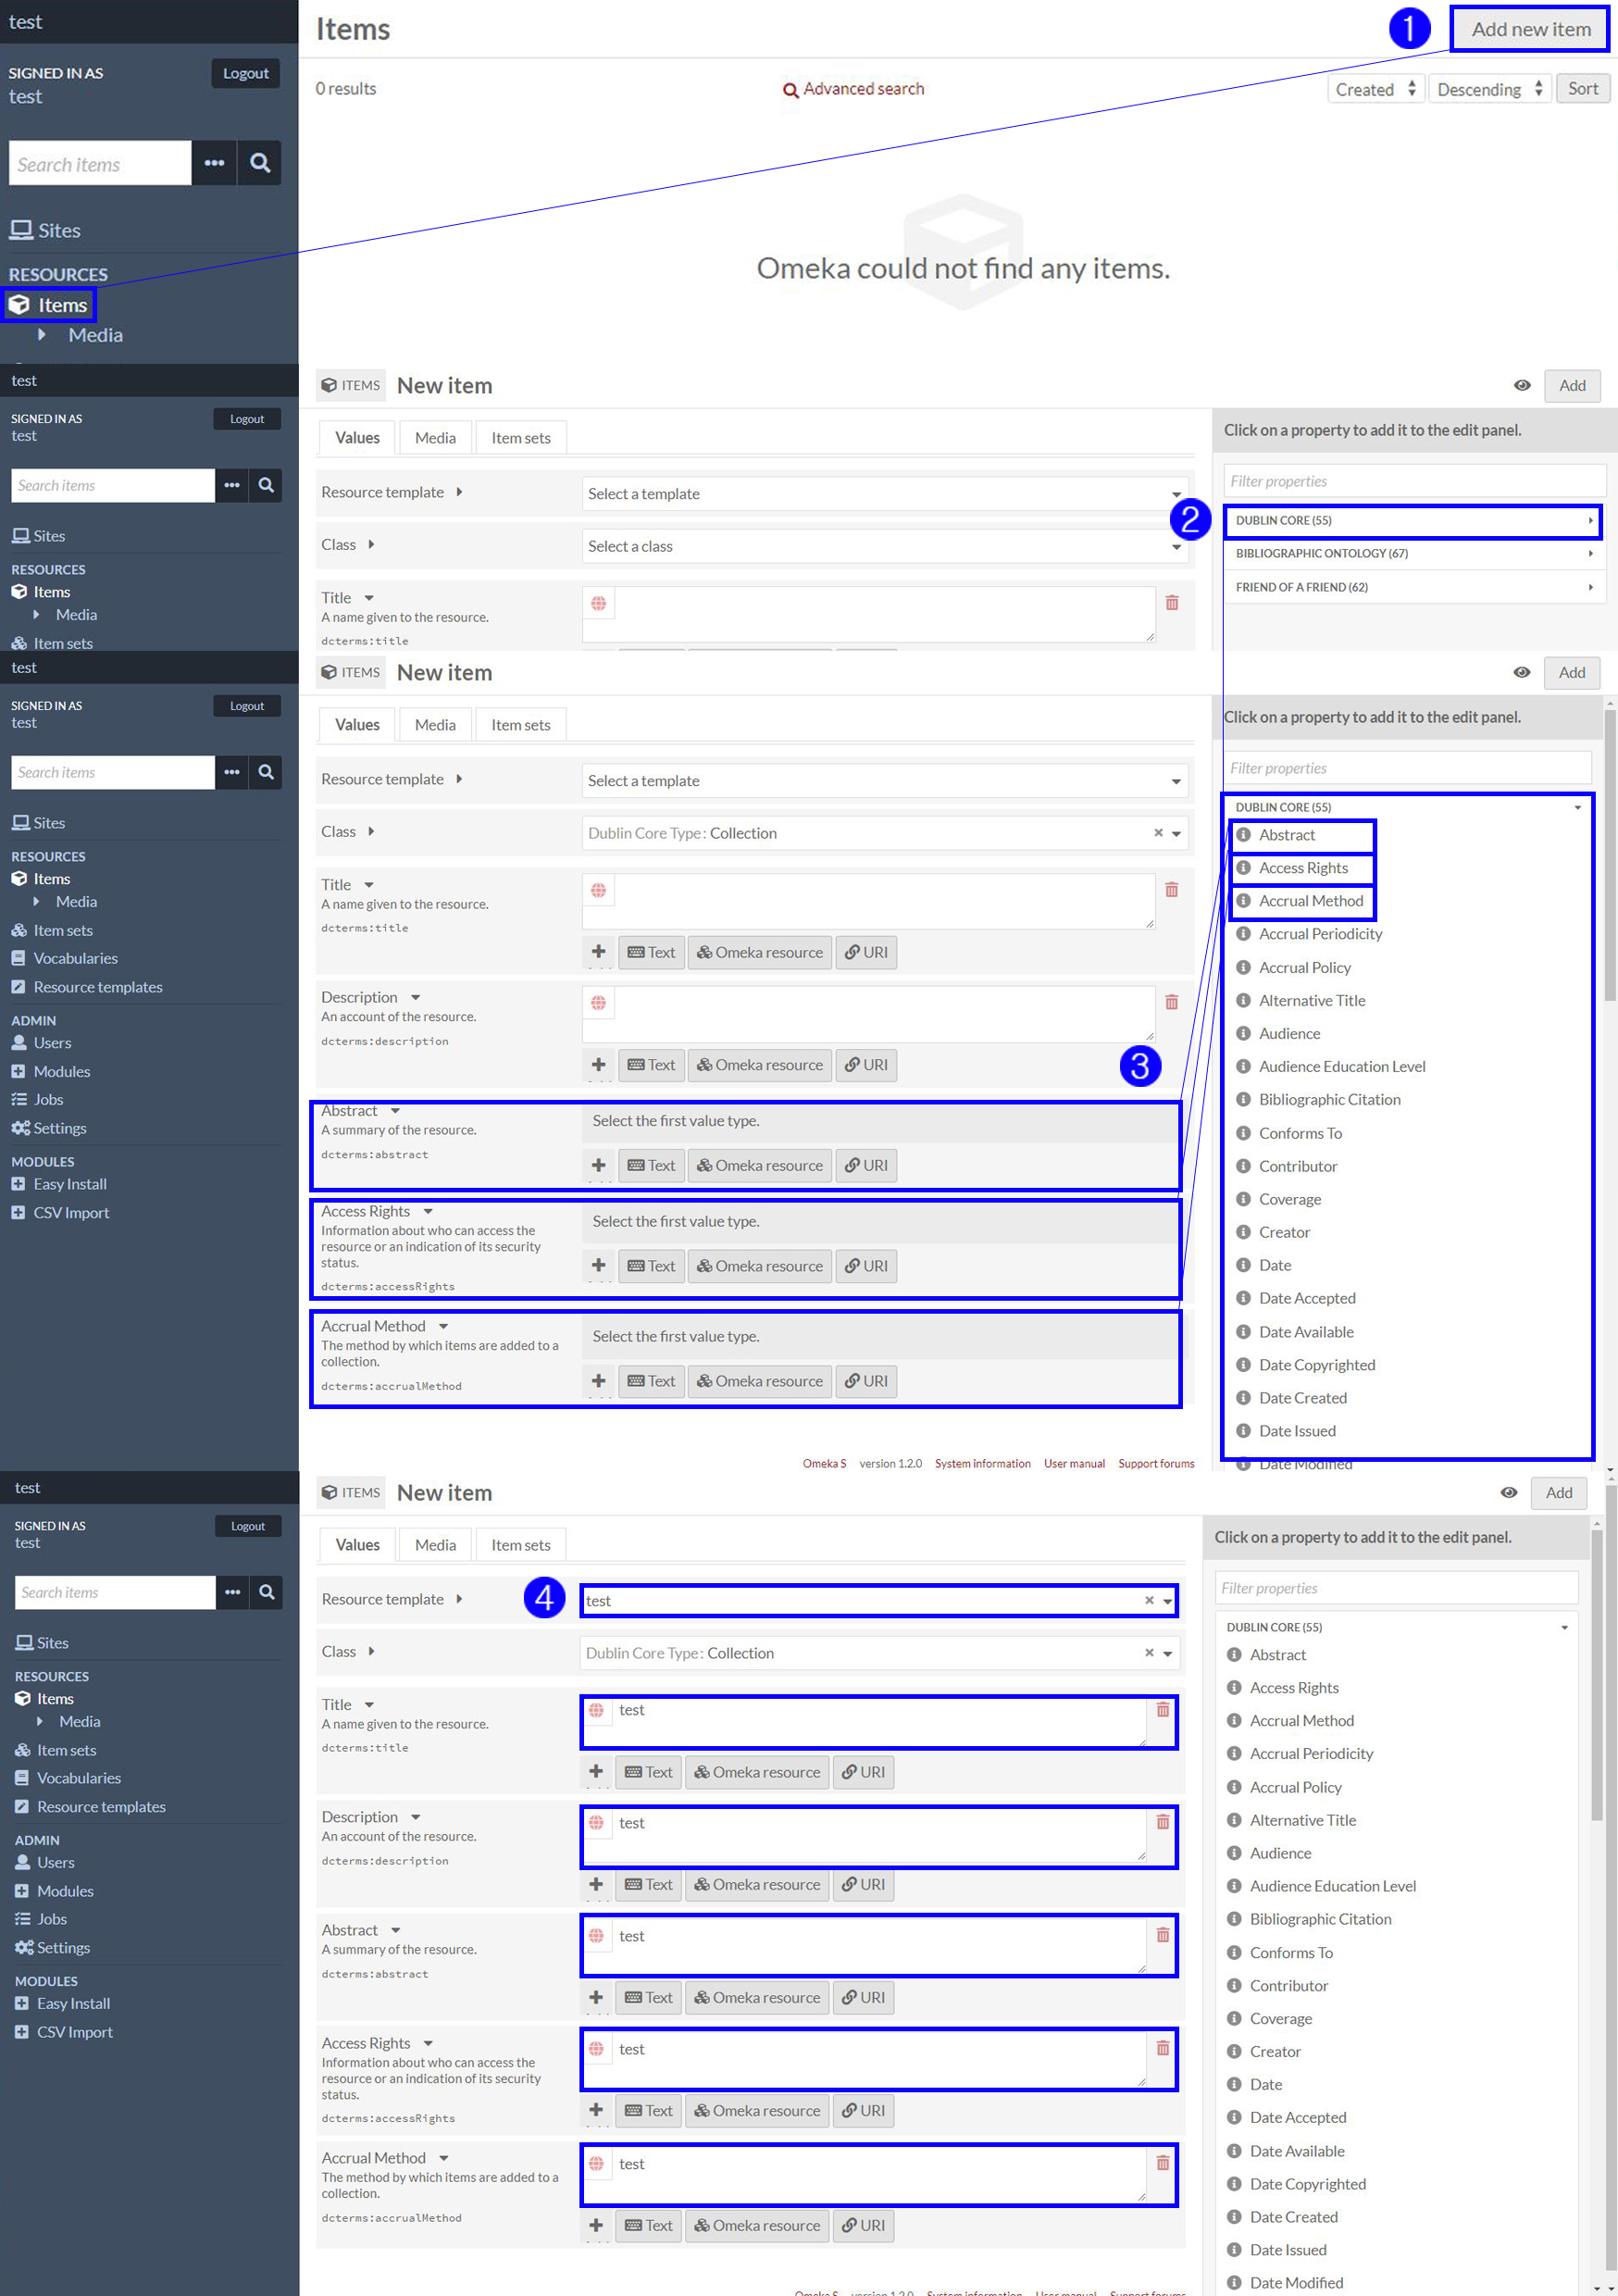 test
SIGNED IN AS
Logout
test
Search items
Sites
RESOURCES
Items
Media
Items
1
Add new item
0 results
Advanced search
Created
Descending
Sort
Omeka could not find any items.
test
SIGNED IN AS
Logout
test
Search items
Sites
RESOURCES
Items
Media
Item sets
ITEMS New item
Add
Values
Media
Item sets
Resource template
Select a template
Class
Select a class
Title
A name given to the resource.
dcterms:title
Click on a property to add it to the edit panel.
Filter properties
2
DUBLIN CORE (55)
BIBLIOGRAPHIC ONTOLOGY (67)
FRIEND OF A FRIEND (62)
test
SIGNED IN AS
Logout
test
Search items
Sites
RESOURCES
Items
Media
Item sets
Vocabularies
Resource templates
ADMIN
Users
Modules
Jobs
Settings
MODULES
Easy Install
CSV Import
ITEMS New item
Add
Values
Media
Item sets
Resource template
Select a template
Class
Dublin Core Type: Collection
Title
A name given to the resource.
dcterms:title
Text
Omeka resource
URI
Description
An account of the resource.
dcterms:description
Text
Omeka resource
URI
3
Abstract
A summary of the resource.
dcterms:abstract
Select the first value type.
Text
Omeka resource
URI
Access Rights
Information about who can access the
resource or an indication of its security
status.
dcterms:accessRights
Select the first value type.
Text
Omeka resource
URI
Accrual Method
The method by which items are added to a
collection.
dcterms:accrualMethod
Select the first value type.
Text
Omeka resource
URI
Omeka S version 1.2.0 System information User manual Support forums
Click on a property to add it to the edit panel.
Filter properties
DUBLIN CORE (55)
Abstract
Access Rights
Accrual Method
Accrual Periodicity
Accrual Policy
Alternative Title
Audience
Audience Education Level
Bibliographic Citation
Conforms To
Contributor
Coverage
Creator
Date
Date Accepted
Date Available
Date Copyrighted
Date Created
Date Issued
Date Modified
test
SIGNED IN AS
Logout
test
Search items
Sites
RESOURCES
Items
Media
Item sets
Vocabularies
Resource templates
ADMIN
Users
Modules
Jobs
Settings
MODULES
Easy Install
CSV Import
ITEMS New item
Add
Values
Media
Item sets
Resource template
4
test
Class
Dublin Core Type: Collection
Title
A name given to the resource.
dcterms:title
test
Text
Omeka resource
URI
Description
An account of the resource.
dcterms:description
test
Text
Omeka resource
URI
Abstract
A summary of the resource.
dcterms:abstract
test
Text
Omeka resource
URI
Access Rights
Information about who can access the
resource or an indication of its security
status.
dcterms:accessRights
test
Text
Omeka resource
URI
Accrual Method
The method by which items are added to a
collection.
dcterms:accrualMethod
test
Text
Omeka resource
URI
Omeka S version 1.2.0 System information User manual Support forums
Click on a property to add it to the edit panel.
Filter properties
DUBLIN CORE (55)
Abstract
Access Rights
Accrual Method
Accrual Periodicity
Accrual Policy
Alternative Title
Audience
Audience Education Level
Bibliographic Citation
Conforms To
Contributor
Coverage
Creator
Date
Date Accepted
Date Available
Date Copyrighted
Date Created
Date Issued
Date Modified